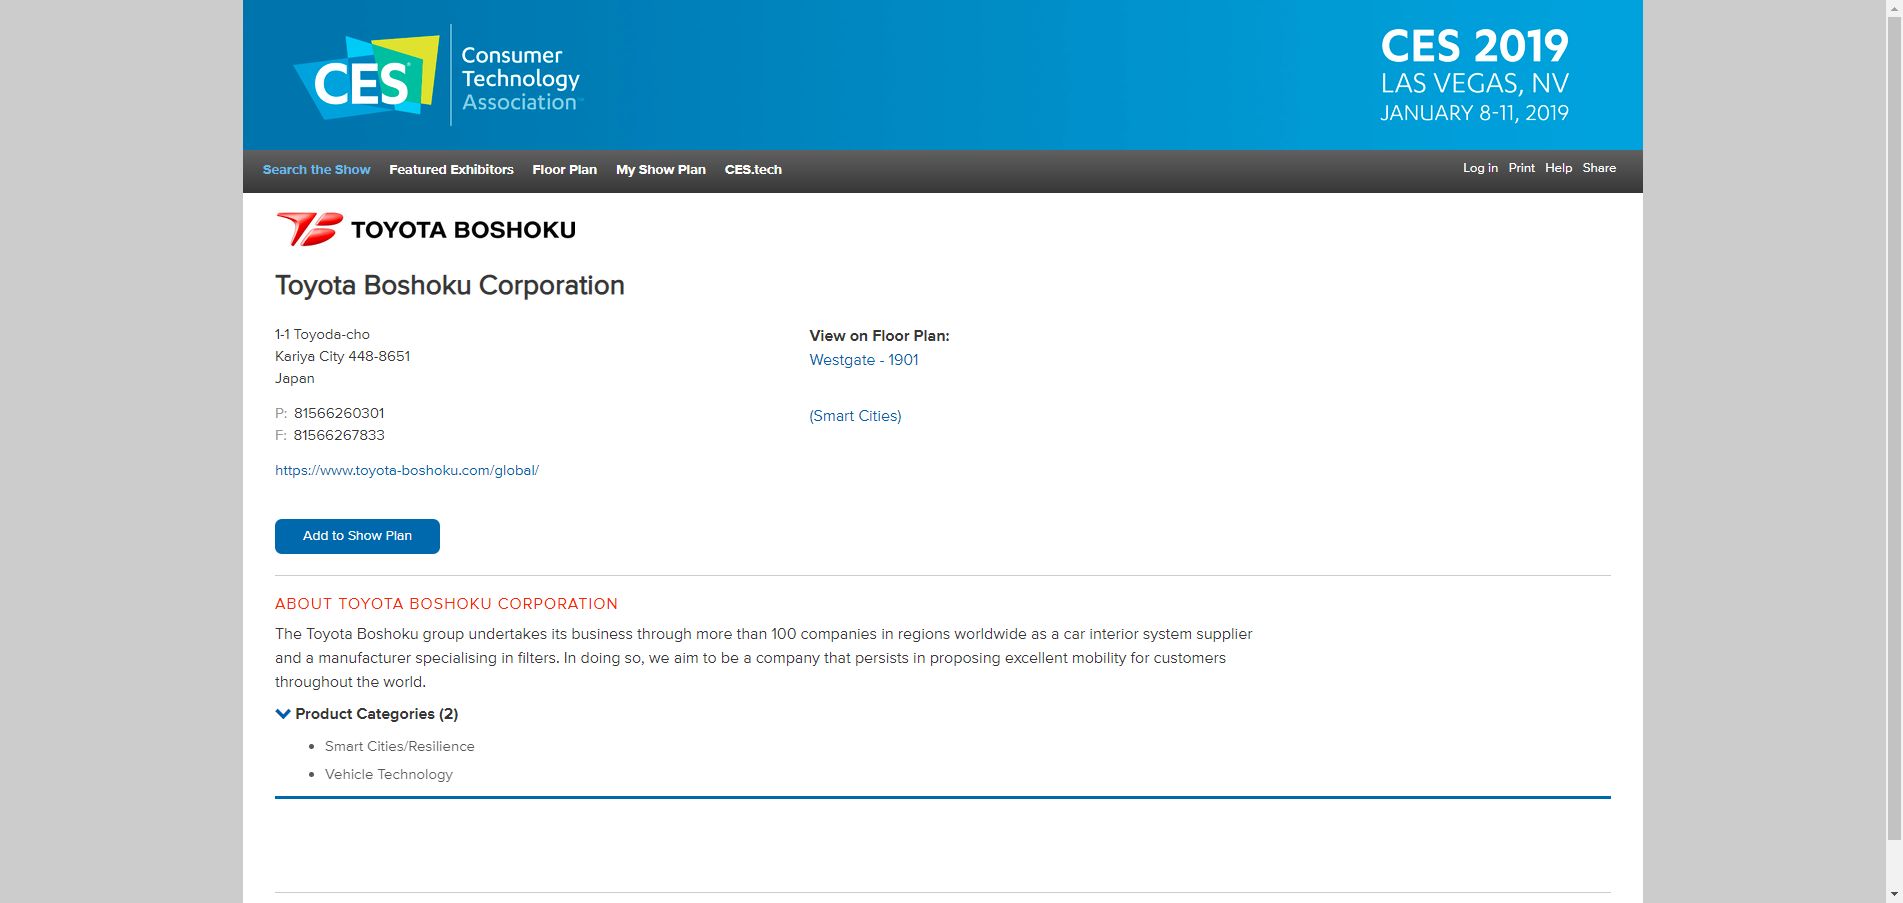 CES
Consumer
Technology
Association
CES 2019
LAS VEGAS, NV
JANUARY 8-11, 2019
Search the Show Featured Exhibitors Floor Plan My Show Plan CES.tech
Log in Print Help Share
TOYOTA BOSHOKU
Toyota Boshoku Corporation
1-1 Toyoda-cho
Kariya City 448-8651
Japan
P: 81566260301
F: 81566267833
https://www.toyota-boshoku.com/global/
View on Floor Plan:
Westgate - 1901
(Smart Cities)
Add to Show Plan
ABOUT TOYOTA BOSHOKU CORPORATION
The Toyota Boshoku group undertakes its business through more than 100 companies in regions worldwide as a car interior system supplier
and a manufacturer specialising in filters. In doing so, we aim to be a company that persists in proposing excellent mobility for customers
throughout the world.
Product Categories (2)
• Smart Cities/Resilience
• Vehicle Technology